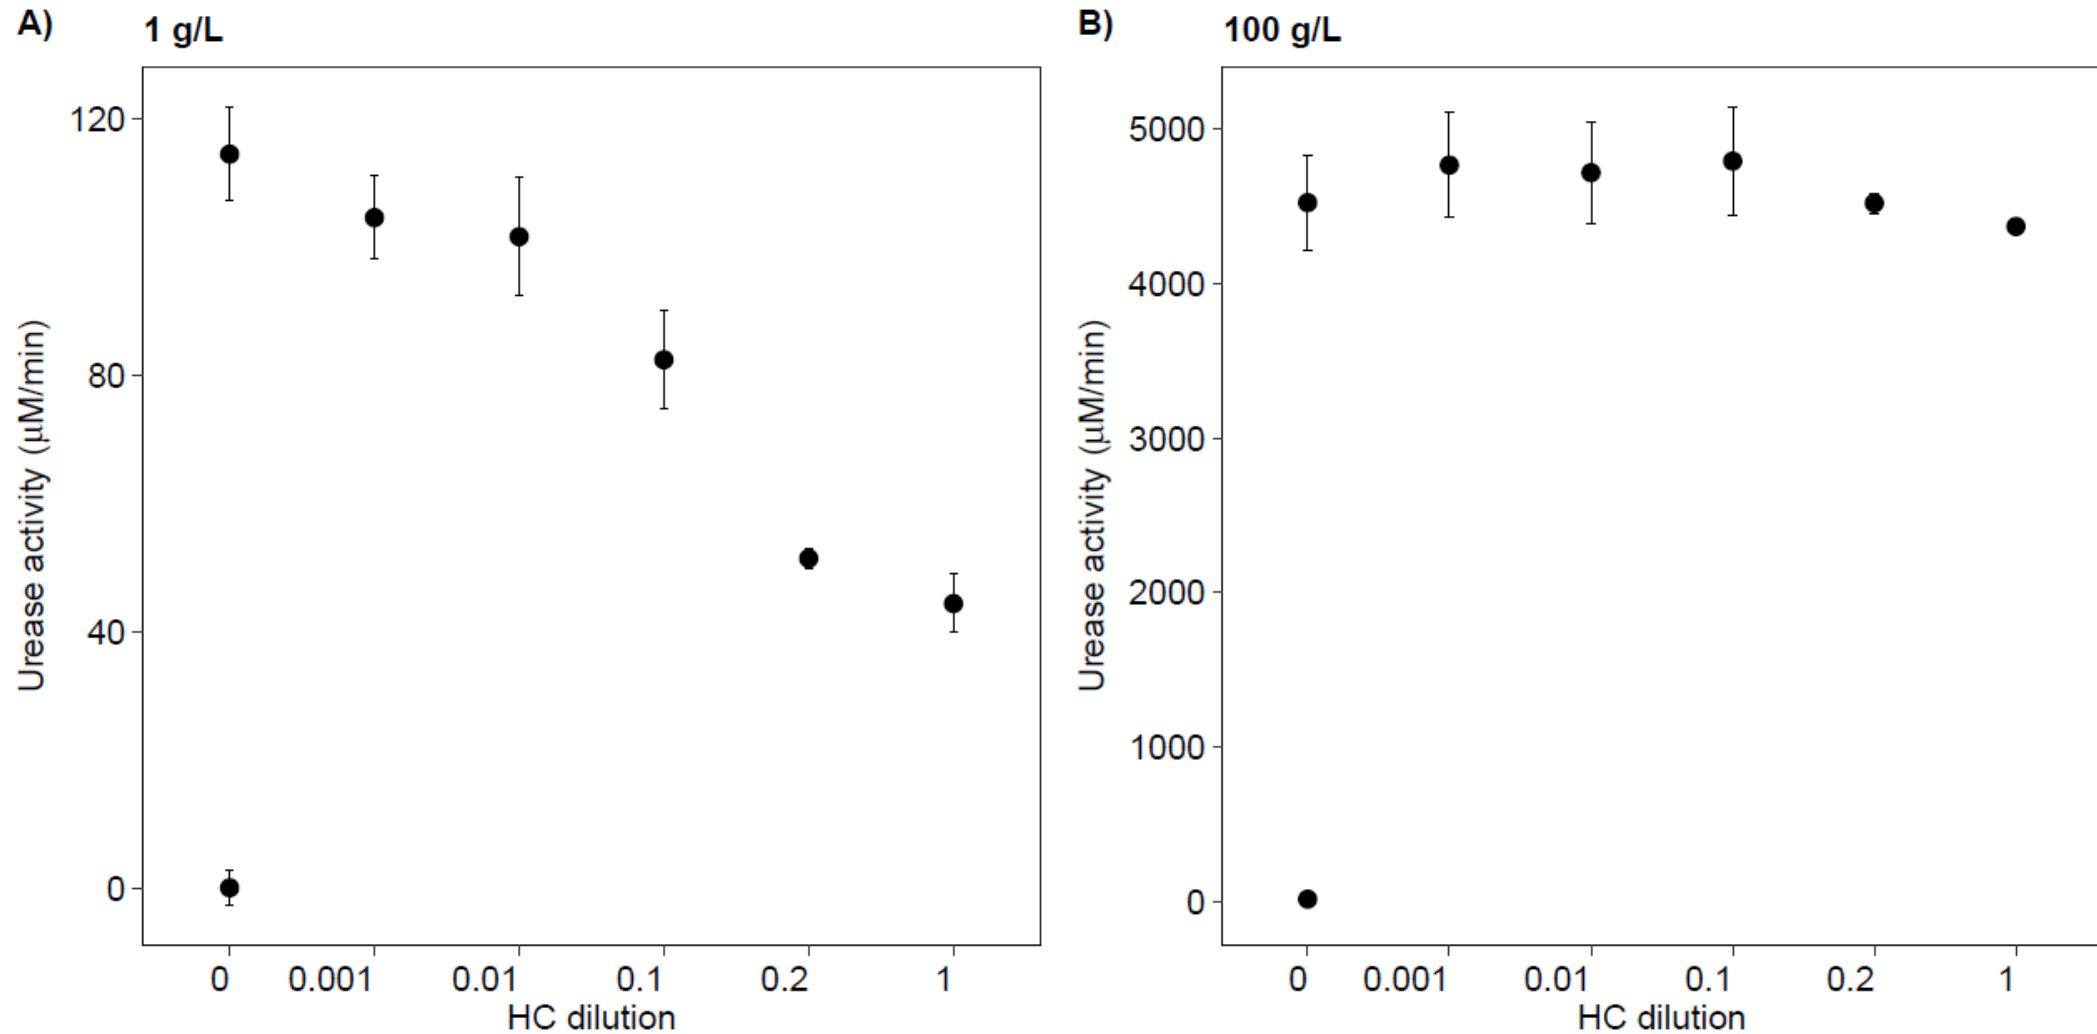 A) 1 g/L
Urease activity (µM/min)
120
80
40
0
0 0.001 0.01 0.1 0.2 1
HC dilution
B) 100 g/L
Urease activity (µM/min)
5000
4000
3000
2000
1000
0
0 0.001 0.01 0.1 0.2 1
HC dilution